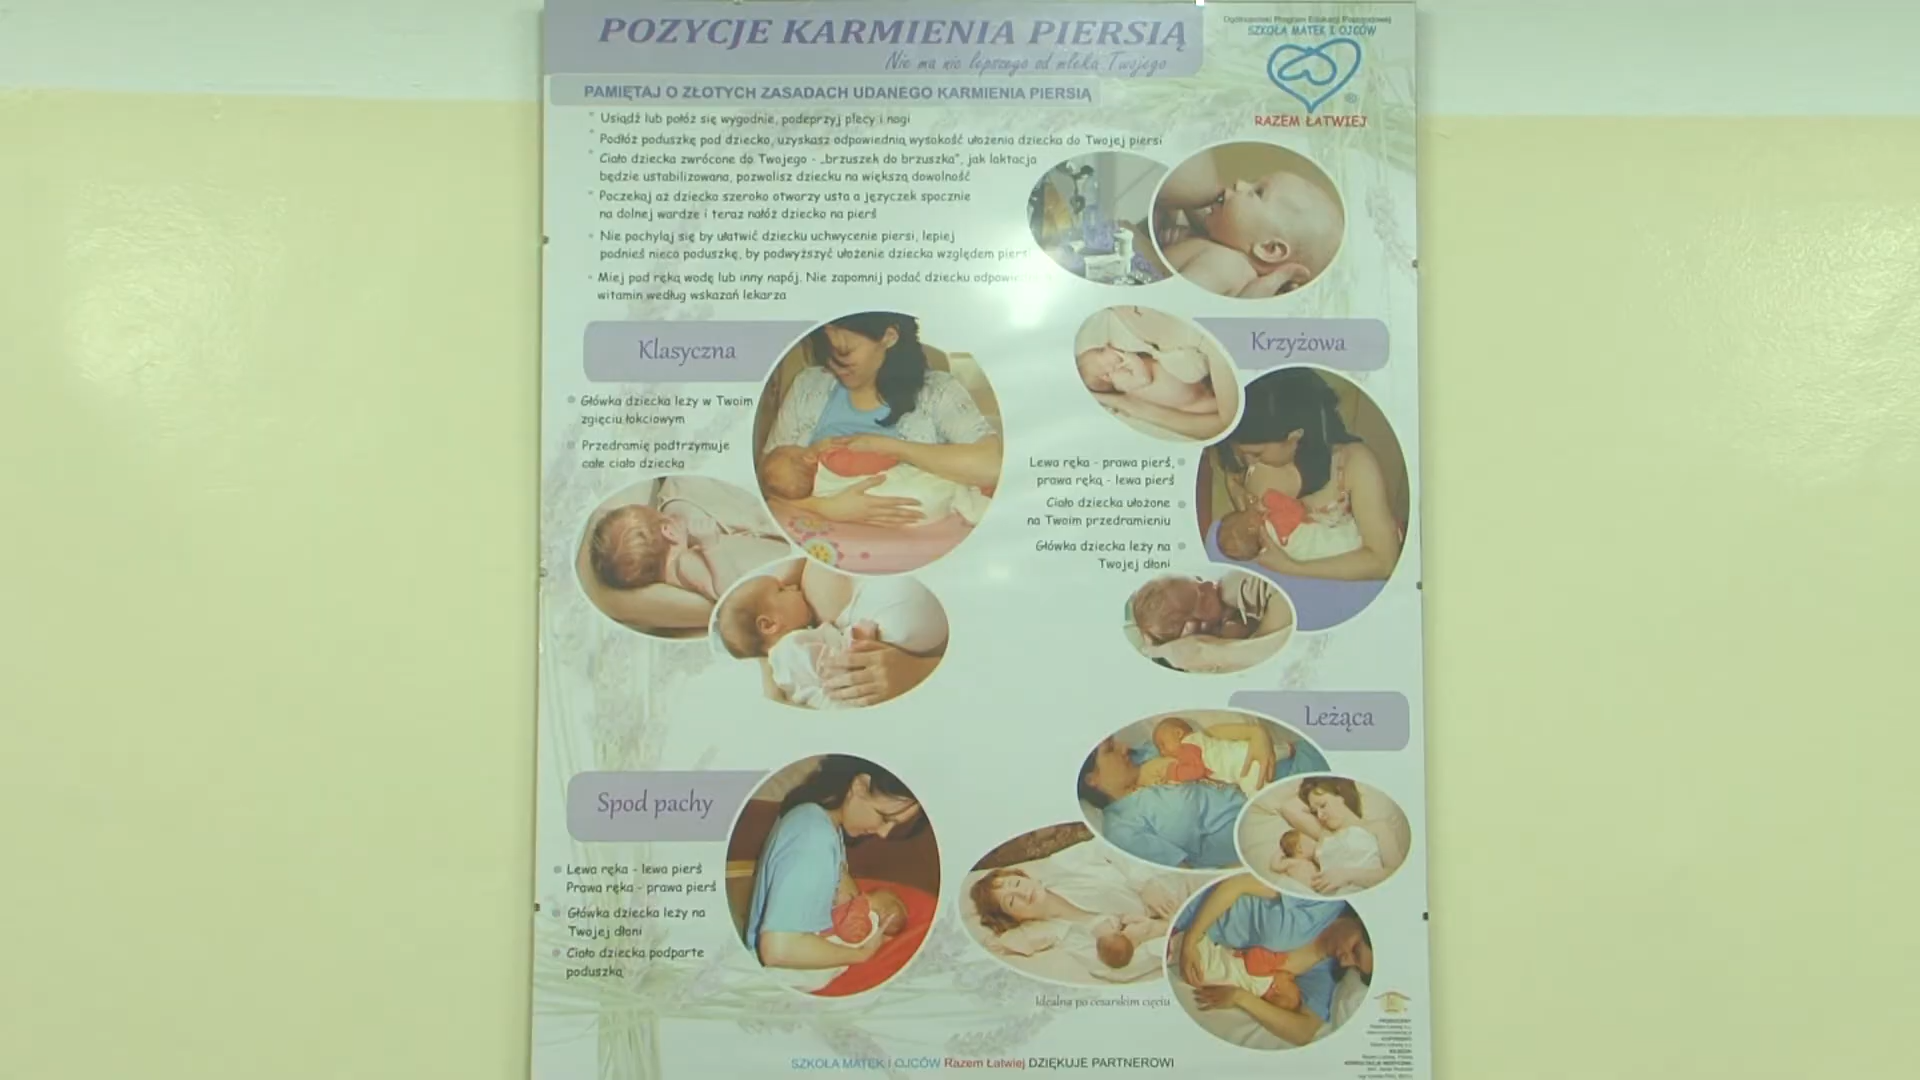 POZYCJE KARMIENIA PIERSIĄ
Nie ma nic lepszego od mleka Twojego
Ogólnopolski Program Edukacji Poporodowej
SZKOŁA MATEK I OJCÓW
®
RAZEM ŁATWIEJ
PAMIĘTAJ O ZŁOTYCH ZASADACH UDANEGO KARMIENIA PIERSIĄ
Usiądź lub połóż się wygodnie, podeprzyj plecy i nogi
Podłóż poduszkę pod dziecko, uzyskasz odpowiednią wysokość ułożenia dziecka do Twojej piersi
Ciało dziecka zwrócone do Twojego - „brzuszek do brzuszka", jak laktacja
będzie ustabilizowana, pozwolisz dziecku na większą dowolność
Poczekaj aż dziecko szeroko otworzy usta a języczek spocznie
na dolnej wardze i teraz nałóż dziecko na pierś
Nie pochylaj się by ułatwić dziecku uchwycenie piersi, lepiej
podnieś nieco poduszkę, by podwyższyć ułożenie dziecka względem piersi
Miej pod ręką wodę lub inny napój. Nie zapomnij podać dziecku
witamin według wskazań lekarza
Klasyczna
Główka dziecka leży w Twoim
zgięciu łokciowym
Przedramię podtrzymuje
całe ciało dziecka
Krzyżowa
Lewa ręka - prawa pierś,
prawa ręką - lewa pierś
Ciało dziecka ułożone
na Twoim przedramieniu
Główka dziecka leży na
Twojej dłoni
Spod pachy
Lewa ręka - lewa pierś
Prawa ręka - prawa pierś
Główka dziecka leży na
Twojej dłoni
Ciało dziecka podparte
poduszką
Leżąca
Idealna po cesarskim cięciu
SZKOŁA MATEK I OJCÓW Razem Łatwiej DZIĘKUJE PARTNEROWI